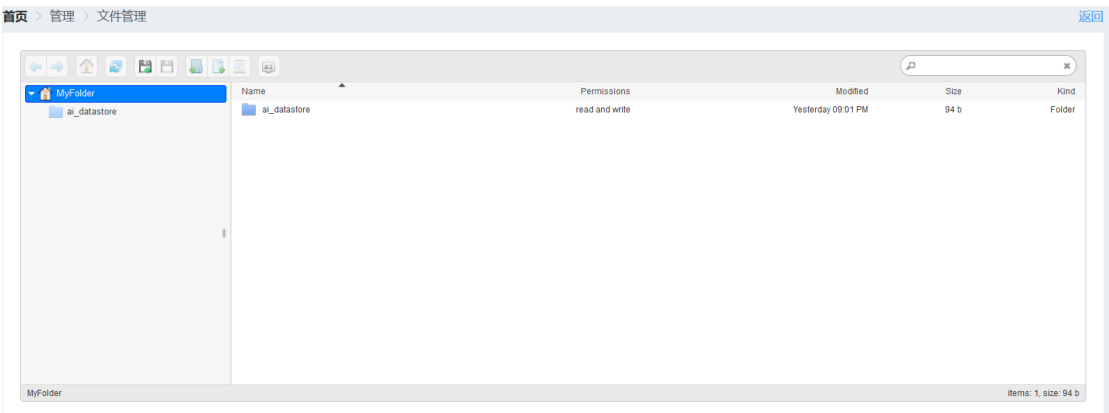 首页 > 管理 > 文件管理 返回
MyFolder Name Permissions Modified Size Kind
ai_datastore ai_datastore read and write Yesterday 09:01 PM 94 b Folder
MyFolder items: 1, size: 94 b